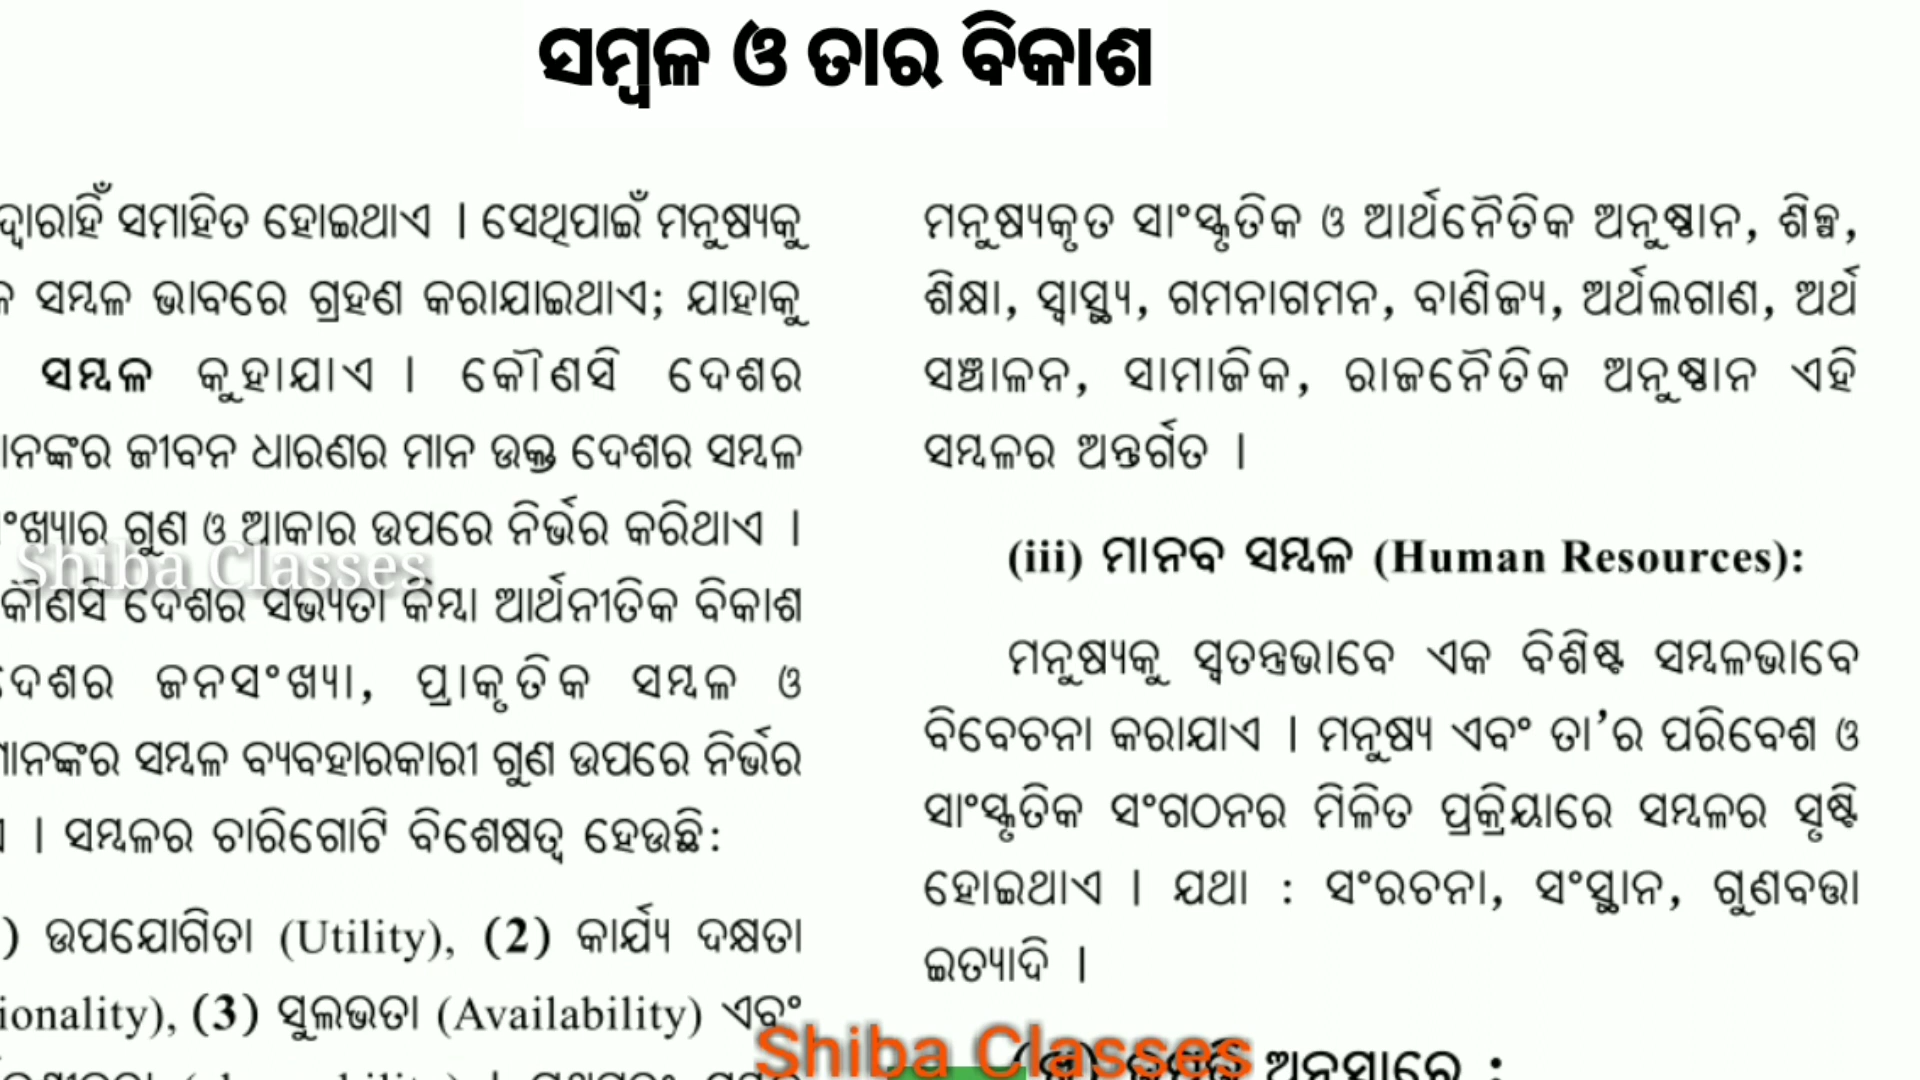 ସମ୍ବଳ ଓ ତାର ବିକାଶ
ଦ୍ୱାରାହିଁ ସମାହିତ ହୋଇଥାଏ । ସେଥିପାଇଁ ମନୁଷ୍ୟକୁ
ସମ୍ବଳ ଭାବରେ ଗ୍ରହଣ କରାଯାଇଥାଏ; ଯାହାକୁ
ସମ୍ବଳ କୁହାଯାଏ । କୌଣସି ଦେଶର
ମାନଙ୍କର ଜୀବନ ଧାରଣର ମାନ ଉକ୍ତ ଦେଶର ସମ୍ବଳ
ଂଖ୍ୟାର ଗୁଣ ଓ ଆକାର ଉପରେ ନିର୍ଭର କରିଥାଏ ।
Shiba Classes
କୌଣସି ଦେଶର ସଭ୍ୟତା କିମ୍ବା ଆର୍ଥନୀତିକ ବିକାଶ
ଦେଶର ଜନସଂଖ୍ୟା, ପ୍ରାକୃତିକ ସମ୍ବଳ ଓ
ମାନଙ୍କର ସମ୍ବଳ ବ୍ୟବହାରକାରୀ ଗୁଣ ଉପରେ ନିର୍ଭର
। ସମ୍ବଳର ଚାରିଗୋଟି ବିଶେଷତ୍ୱ ହେଉଛି:
) ଉପଯୋଗିତା (Utility), (2) କାର୍ଯ୍ୟ ଦକ୍ଷତା
ionality), (3) ସୁଲଭତା (Availability) ଏବଂ
ମନୁଷ୍ୟକୃତ ସାଂସ୍କୃତିକ ଓ ଆର୍ଥନୈତିକ ଅନୁଷ୍ଠାନ, ଶିଳ୍ପ,
ଶିକ୍ଷା, ସ୍ୱାସ୍ଥ୍ୟ, ଗମନାଗମନ, ବାଣିଜ୍ୟ, ଅର୍ଥଲଗାଣ, ଅର୍ଥ
ସଞ୍ଚାଳନ, ସାମାଜିକ, ରାଜନୈତିକ ଅନୁଷ୍ଠାନ ଏହି
ସମ୍ବଳର ଅନ୍ତର୍ଗତ ।
(iii) ମାନବ ସମ୍ବଳ (Human Resources):
ମନୁଷ୍ୟକୁ ସ୍ୱତନ୍ତ୍ରଭାବେ ଏକ ବିଶିଷ୍ଟ ସମ୍ବଳଭାବେ
ବିବେଚନା କରାଯାଏ । ମନୁଷ୍ୟ ଏବଂ ତା’ର ପରିବେଶ ଓ
ସାଂସ୍କୃତିକ ସଂଗଠନର ମିଳିତ ପ୍ରକ୍ରିୟାରେ ସମ୍ବଳର ସୃଷ୍ଟି
ହୋଇଥାଏ । ଯଥା : ସଂରଚନା, ସଂସ୍ଥାନ, ଗୁଣବତ୍ତା
ଇତ୍ୟାଦି ।
ଅନୁସାରେ :
Shiba Classes